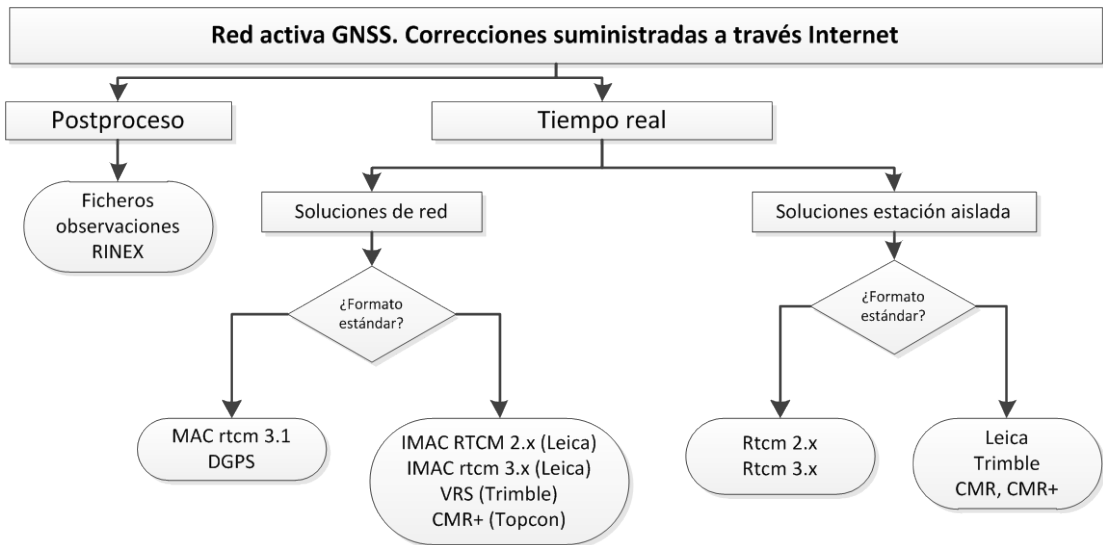 Red activa GNSS. Correcciones suministradas a través Internet
Postproceso
Tiempo real
Ficheros
observaciones
RINEX
Soluciones de red
Soluciones estación aislada
¿Formato
estándar?
¿Formato
estándar?
MAC rtcm 3.1
DGPS
IMAC RTCM 2.x (Leica)
IMAC rtcm 3.x (Leica)
VRS (Trimble)
CMR+ (Topcon)
Rtcm 2.x
Rtcm 3.x
Leica
Trimble
CMR, CMR+